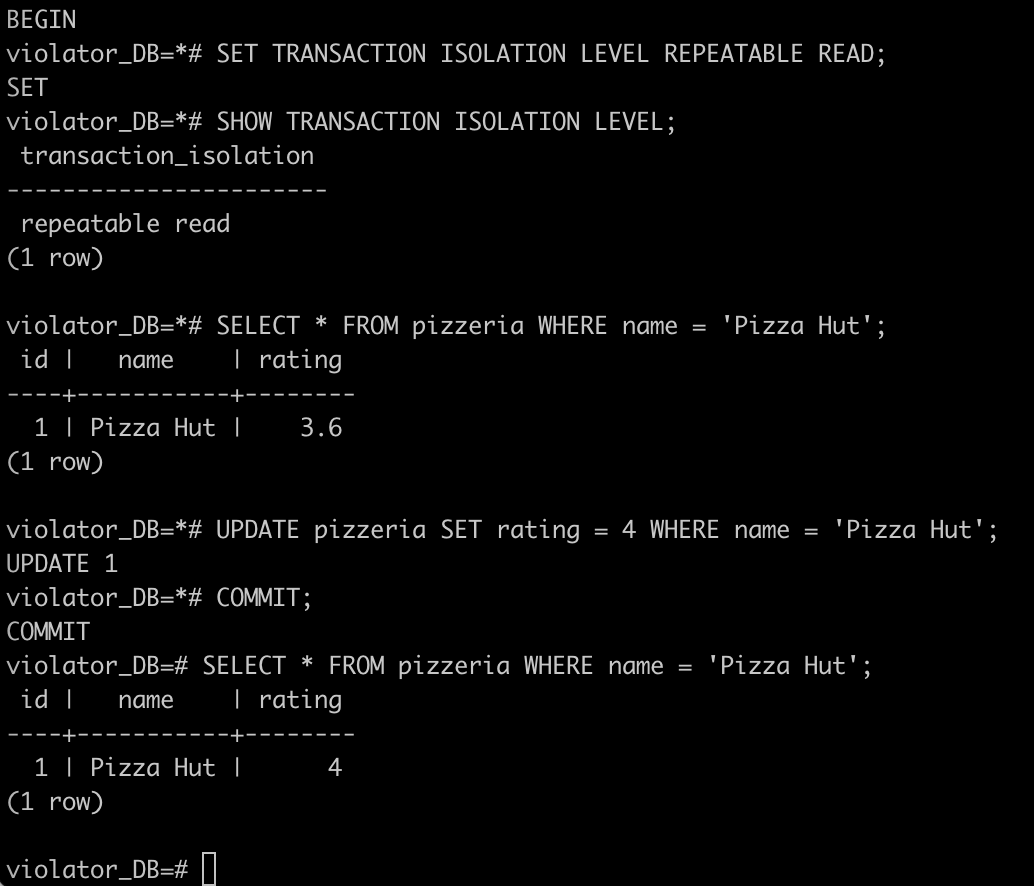 BEGIN
violator_DB=*# SET TRANSACTION ISOLATION LEVEL REPEATABLE READ;
SET
violator_DB=*# SHOW TRANSACTION ISOLATION LEVEL;
 transaction_isolation
-----------------------
 repeatable read
(1 row)

violator_DB=*# SELECT * FROM pizzeria WHERE name = 'Pizza Hut';
 id |   name    | rating
----+-----------+--------
  1 | Pizza Hut |    3.6
(1 row)

violator_DB=*# UPDATE pizzeria SET rating = 4 WHERE name = 'Pizza Hut';
UPDATE 1
violator_DB=*# COMMIT;
COMMIT
violator_DB=# SELECT * FROM pizzeria WHERE name = 'Pizza Hut';
 id |   name    | rating
----+-----------+--------
  1 | Pizza Hut |      4
(1 row)

violator_DB=#